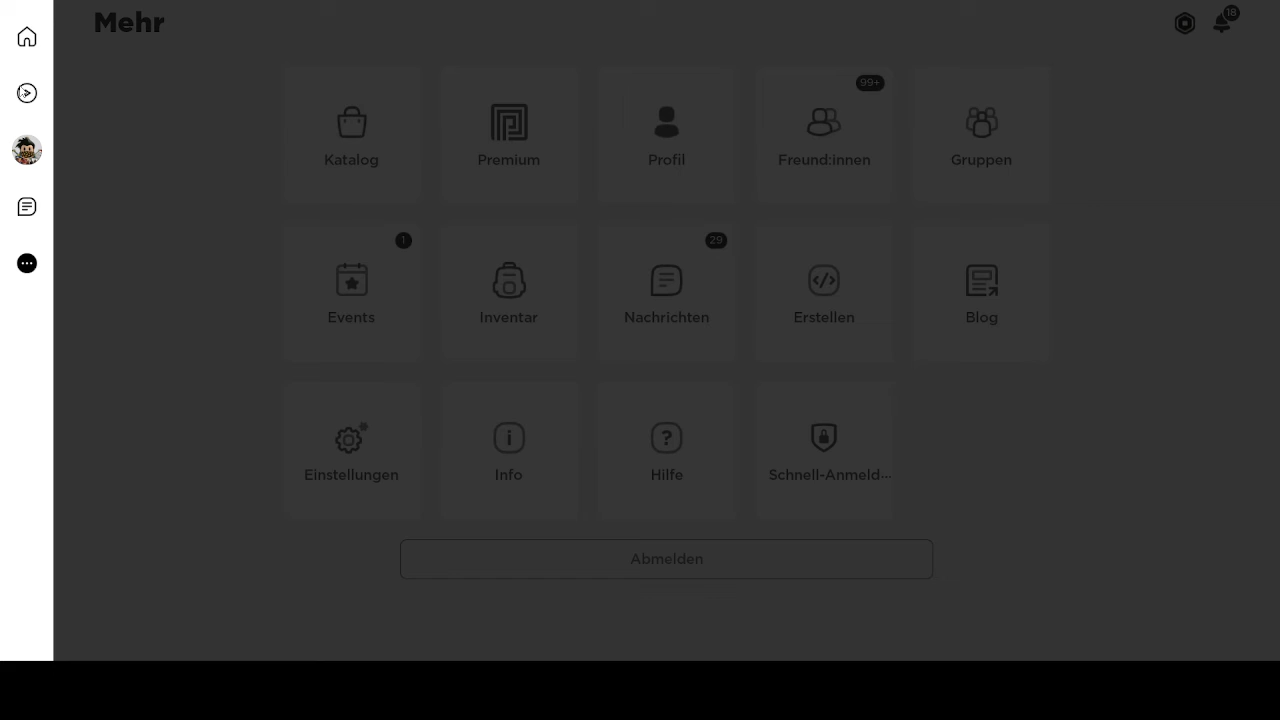 Mehr
18
Katalog
Premium
Profil
99+
Freund:innen
Gruppen
1
Events
Inventar
29
Nachrichten
Erstellen
Blog
Einstellungen
Info
Hilfe
Schnell-Anmeld...
Abmelden